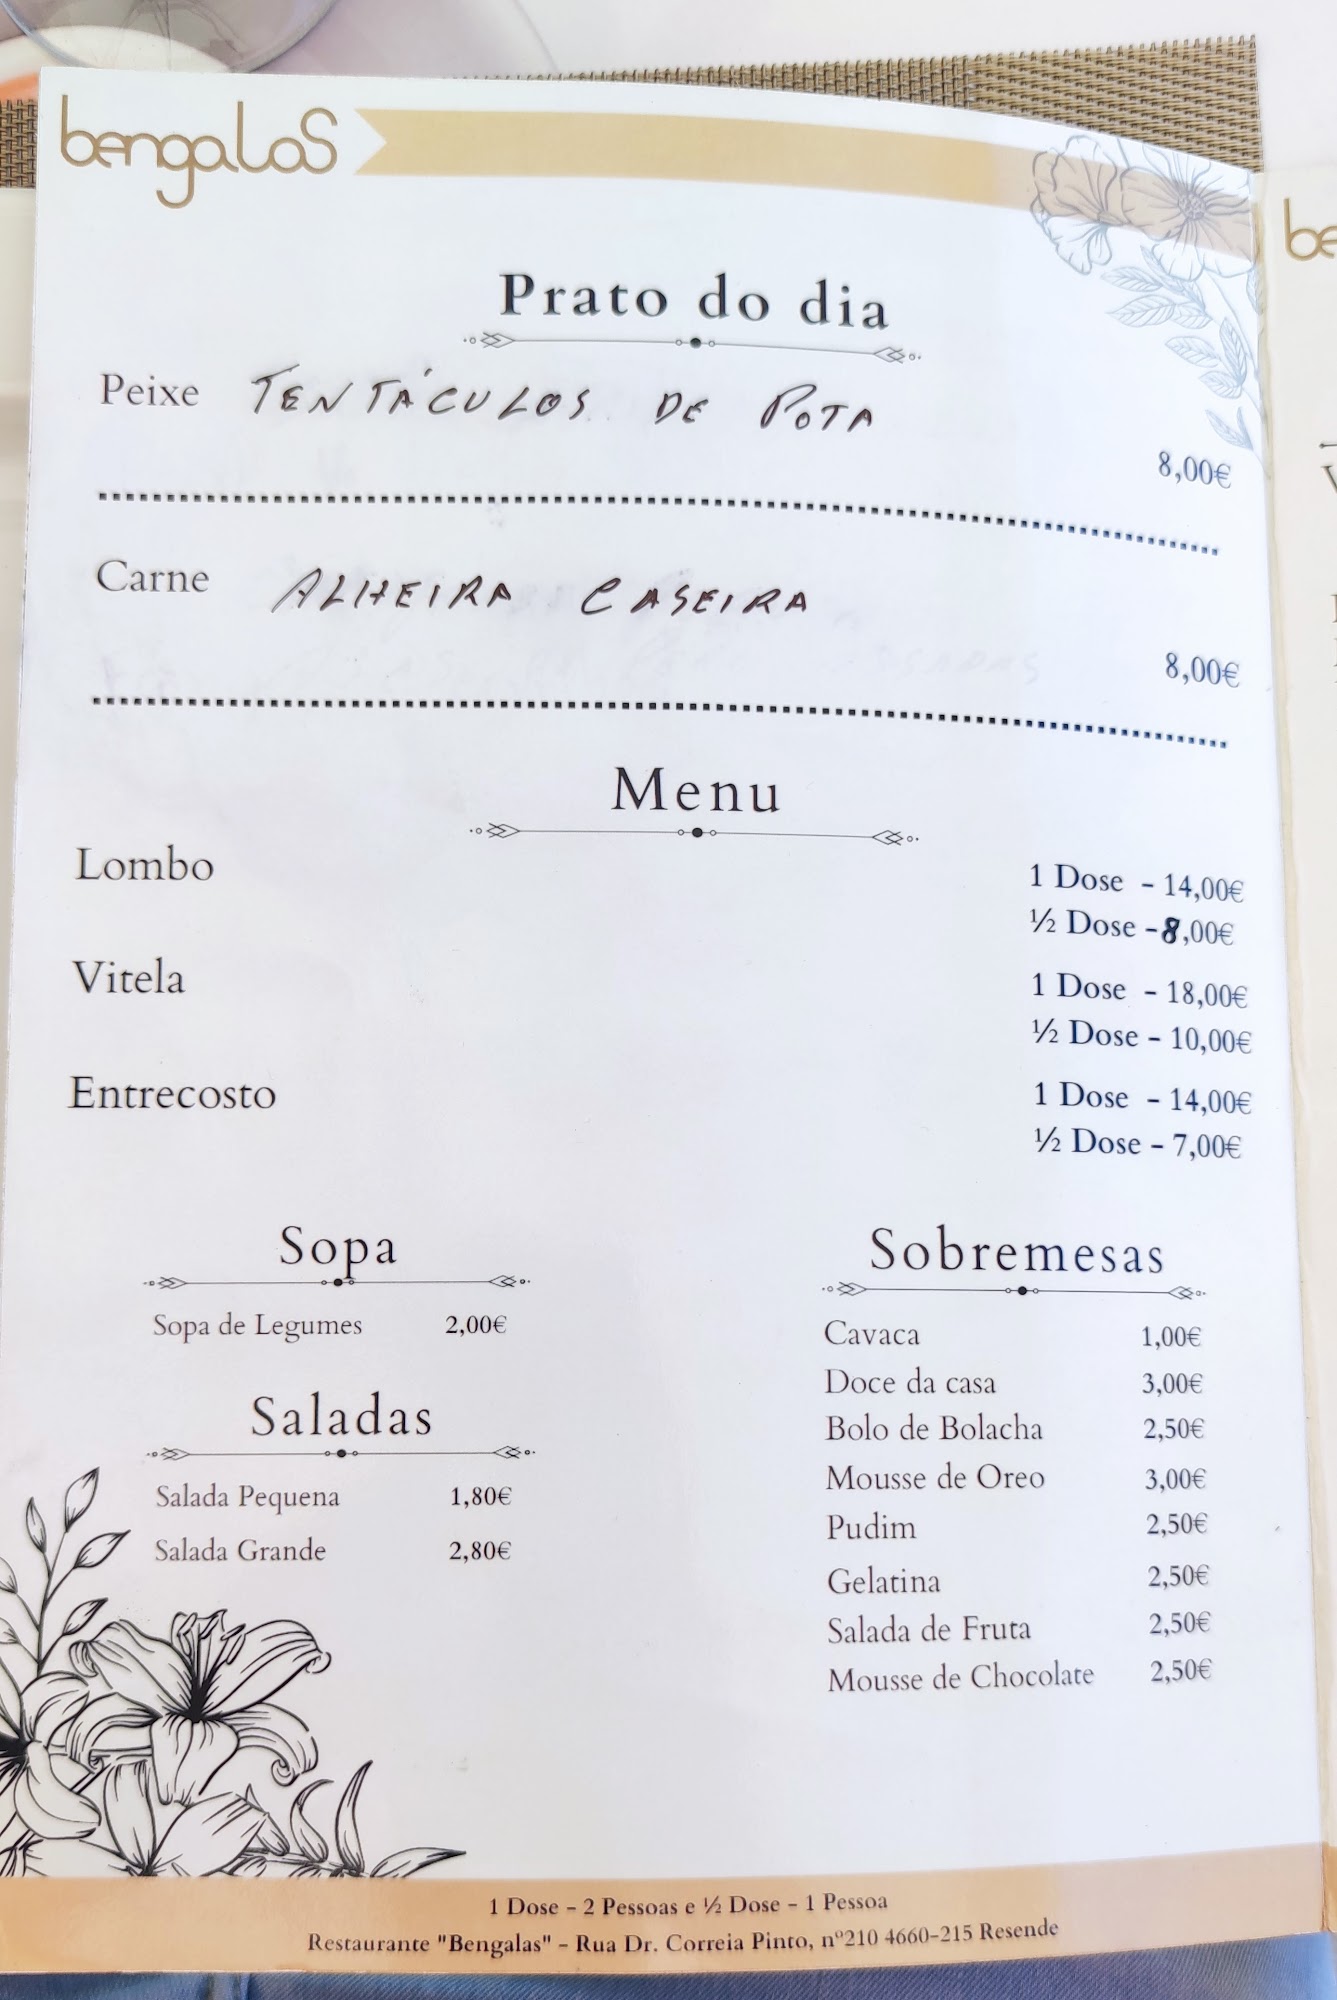 bengalos
be
Prato do dia
Peixe TENTÁCULOS DE POTA
8,00€
Carne ALHEIRA CASEIRA
8,00€
Menu
Lombo
1 Dose - 14,00€
½ Dose - 8,00€
Vitela
1 Dose - 18,00€
½ Dose - 10,00€
Entrecosto
1 Dose - 14,00€
½ Dose - 7,00€
Sopa
Sopa de Legumes 2,00€
Saladas
Salada Pequena 1,80€
Salada Grande 2,80€
Sobremesas
Cavaca 1,00€
Doce da casa 3,00€
Bolo de Bolacha 2,50€
Mousse de Oreo 3,00€
Pudim 2,50€
Gelatina 2,50€
Salada de Fruta 2,50€
Mousse de Chocolate 2,50€
1 Dose - 2 Pessoas e ½ Dose - 1 Pessoa
Restaurante "Bengalas" - Rua Dr. Correia Pinto, nº210 4660-215 Resende